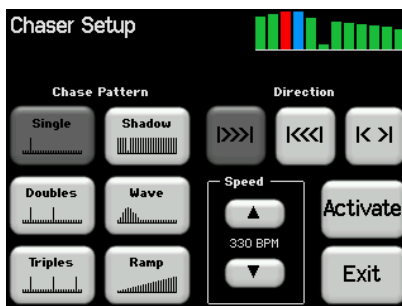 Chaser Setup
Chase Pattern
Direction
Single
Shadow
|>>>|
|<<<|
|< >|
Doubles
Wave
Speed
330 BPM
Activate
Triples
Ramp
Exit